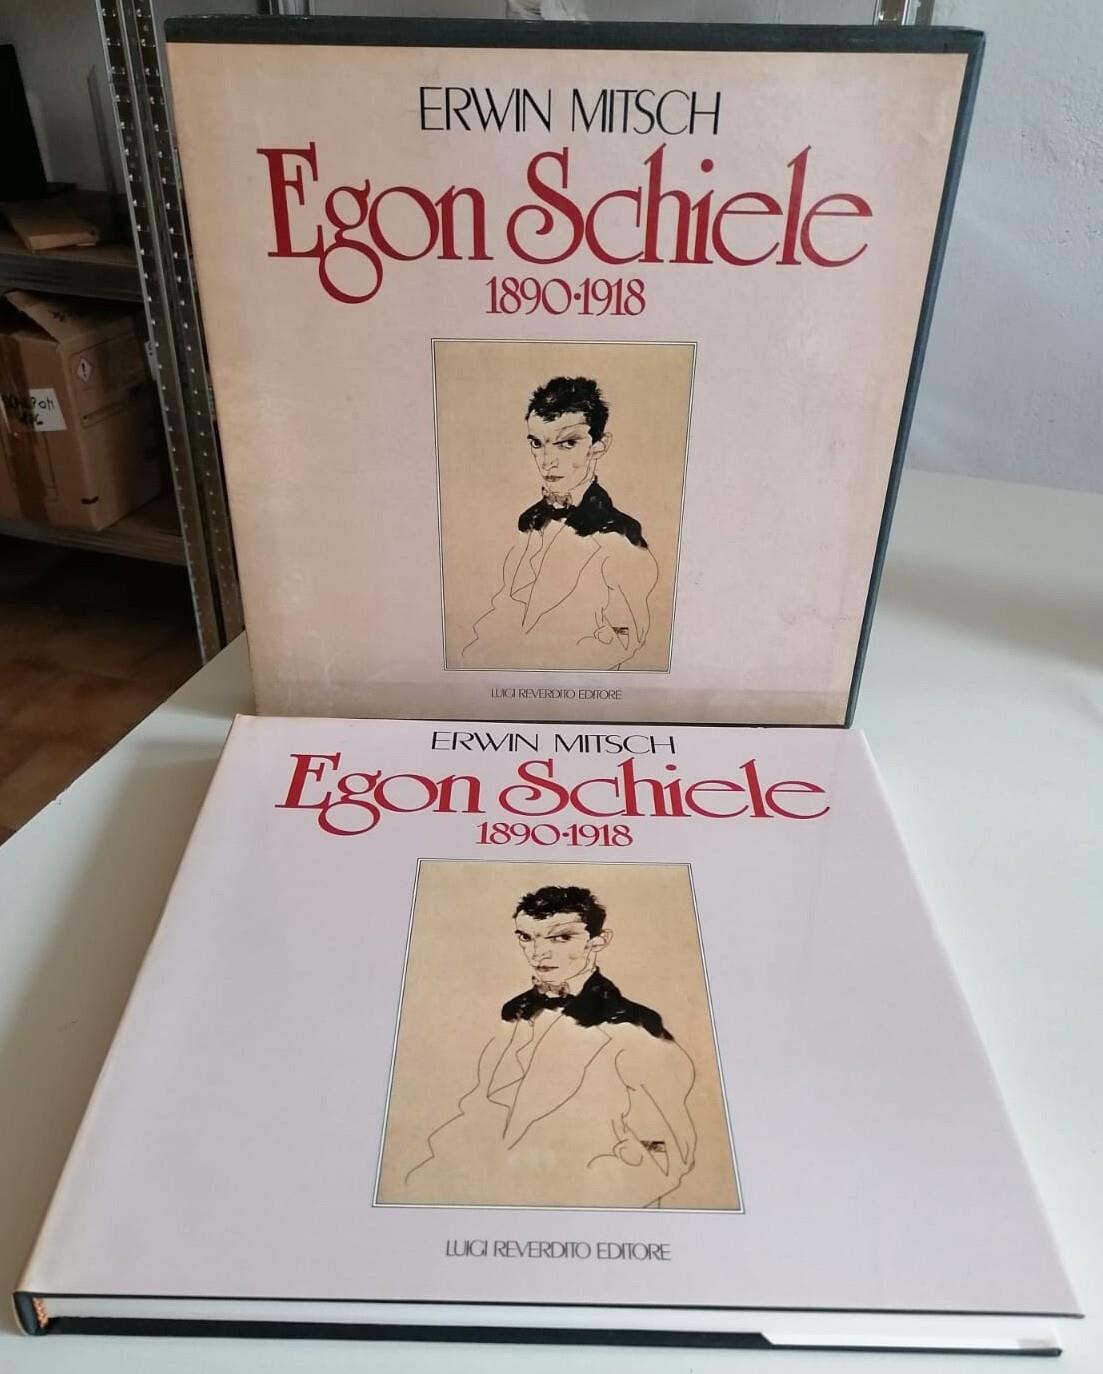 ERWIN MITSCH
Egon Schiele
1890·1918
LUIGI REVERDITO EDITORE
ERWIN MITSCH
Egon Schiele
1890·1918
LUIGI REVERDITO EDITORE